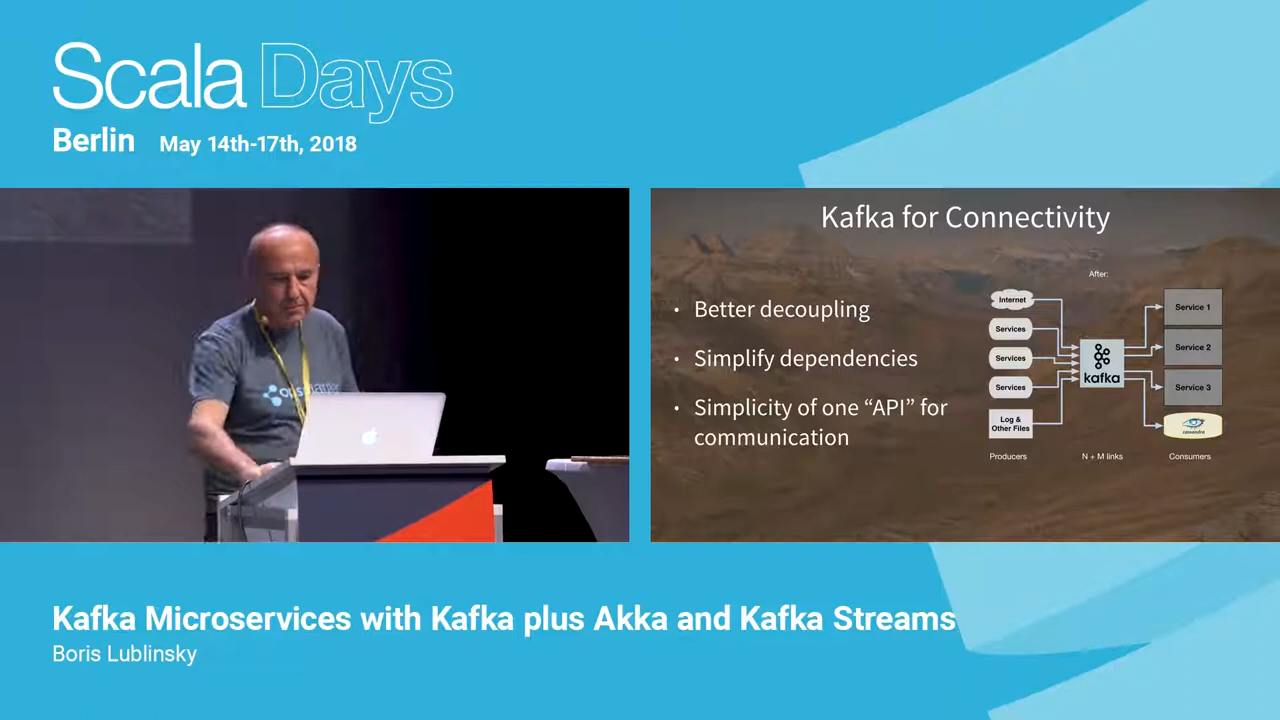 Scala Days
Berlin May 14th-17th, 2018
Kafka for Connectivity
• Better decoupling
• Simplify dependencies
• Simplicity of one “API” for
communication
After:
Internet
Services
Services
Services
Log &
Other Files
kafka
Service 1
Service 2
Service 3
cassandra
Producers
N + M links
Consumers
Kafka Microservices with Kafka plus Akka and Kafka Streams
Boris Lublinsky